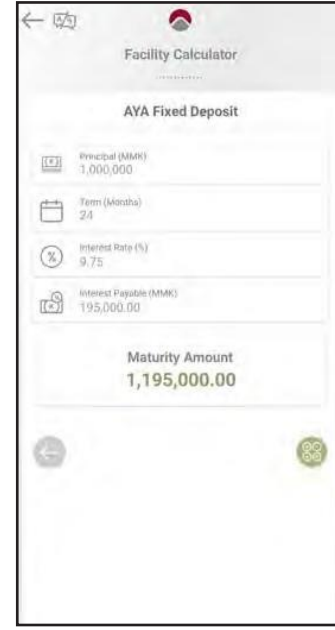 Facility Calculator
AYA Fixed Deposit
Principal (MMK)
1,000,000
Term (Months)
24
Interest Rate (%)
9.75
Interest Payable (MMK)
195,000.00
Maturity Amount
1,195,000.00